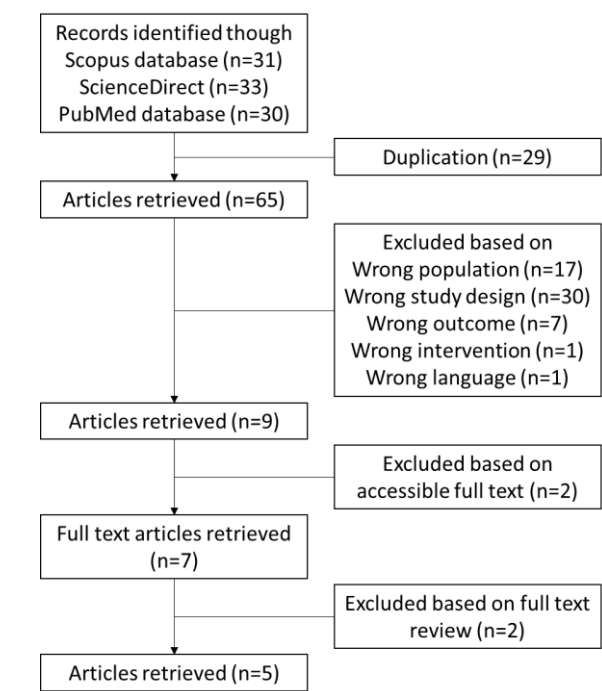 Records identified though
Scopus database (n=31)
ScienceDirect (n=33)
PubMed database (n=30)
Duplication (n=29)
Articles retrieved (n=65)
Excluded based on
Wrong population (n=17)
Wrong study design (n=30)
Wrong outcome (n=7)
Wrong intervention (n=1)
Wrong language (n=1)
Articles retrieved (n=9)
Excluded based on
accessible full text (n=2)
Full text articles retrieved
(n=7)
Excluded based on full text
review (n=2)
Articles retrieved (n=5)